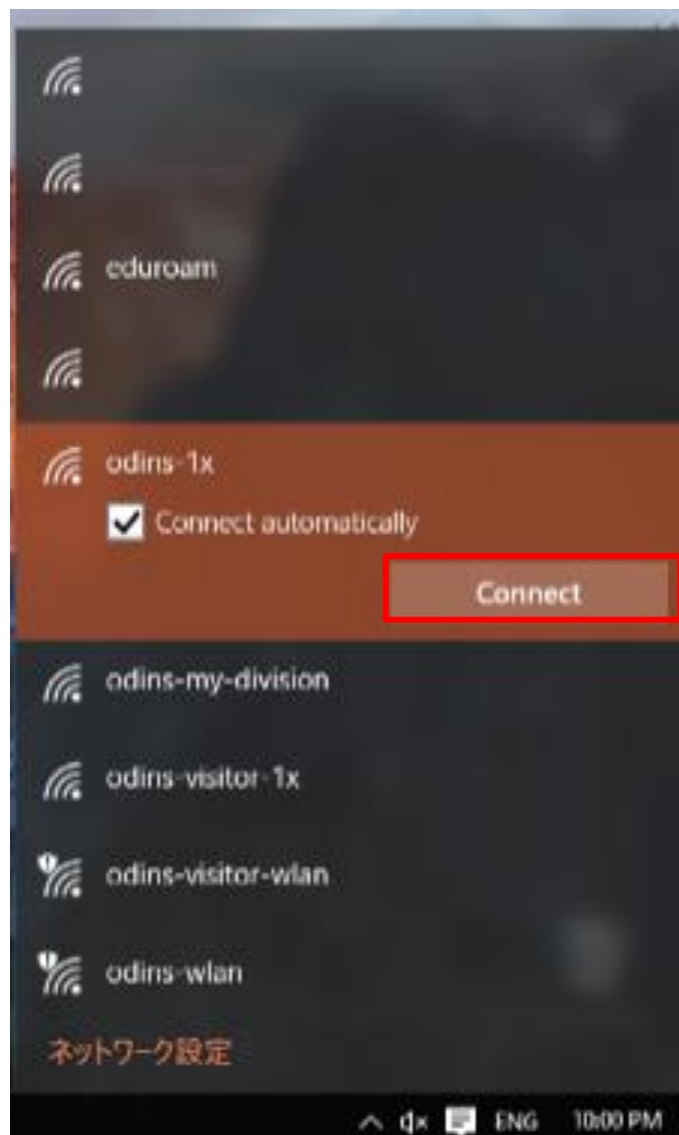 eduroam
odins-1x
Connect automatically
Connect
odins-my-division
odins-visitor-1x
odins-visitor-wlan
odins-wlan
ネットワーク設定
ENG 10:00 PM